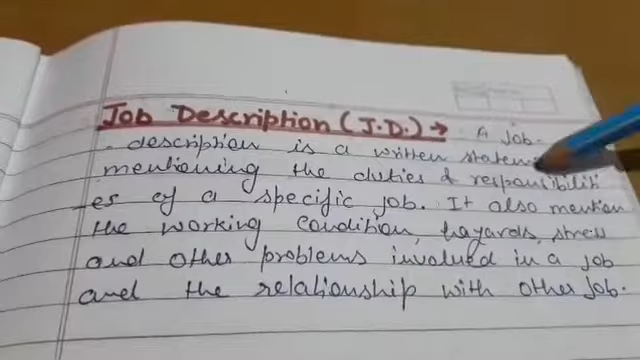 Job Description (J.D.) → A Job
description is a written statem
mentioning the duties & responsibiliti
es of a specific job. It also mention
the working condition, hazards, stress
and other problems involved in a job
and the relationship with other job.